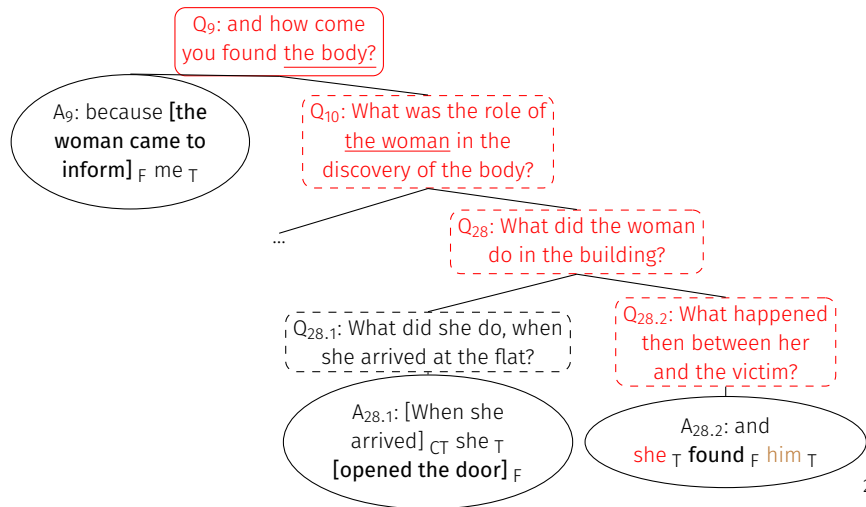 Q9: and how come
you found the body?
A9: because [the
woman came to
inform] F me T
Q10: What was the role of
the woman in the
discovery of the body?
...
Q28: What did the woman
do in the building?
Q28.1: What did she do, when
she arrived at the flat?
Q28.2: What happened
then between her
and the victim?
A28.1: [When she
arrived] CT she T
[opened the door] F
A28.2: and
she T found F him T
2